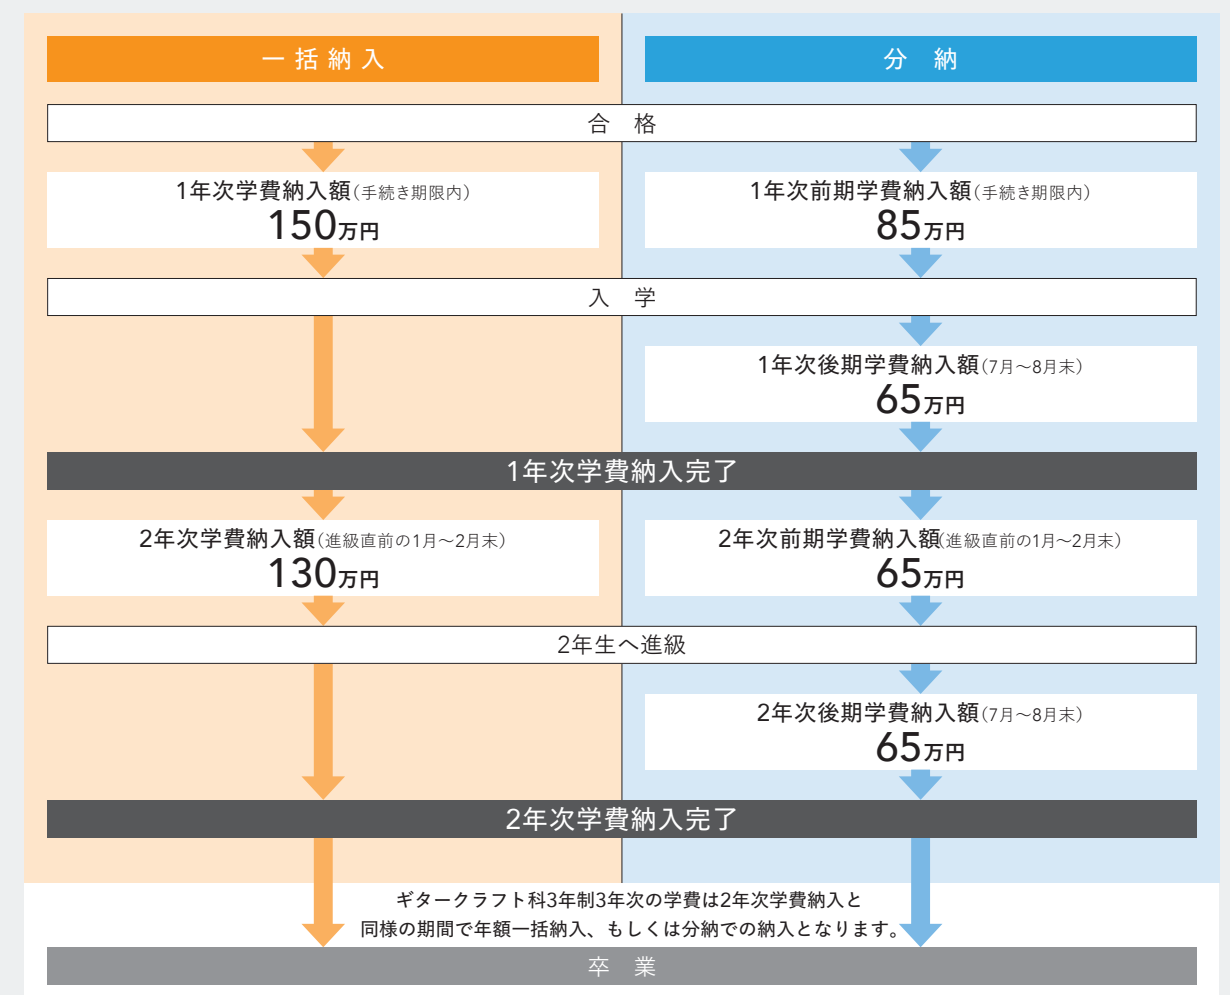 一括納入
分　納
合　格
1年次学費納入額(手続き期限内)
150万円
1年次前期学費納入額(手続き期限内)
85万円
入　学
1年次後期学費納入額(7月〜8月末)
65万円
1年次学費納入完了
2年次学費納入額(進級直前の1月〜2月末)
130万円
2年次前期学費納入額(進級直前の1月〜2月末)
65万円
2年生へ進級
2年次後期学費納入額(7月〜8月末)
65万円
2年次学費納入完了
ギタークラフト科3年制3年次の学費は2年次学費納入と
同様の期間で年額一括納入、もしくは分納での納入となります。
卒　業